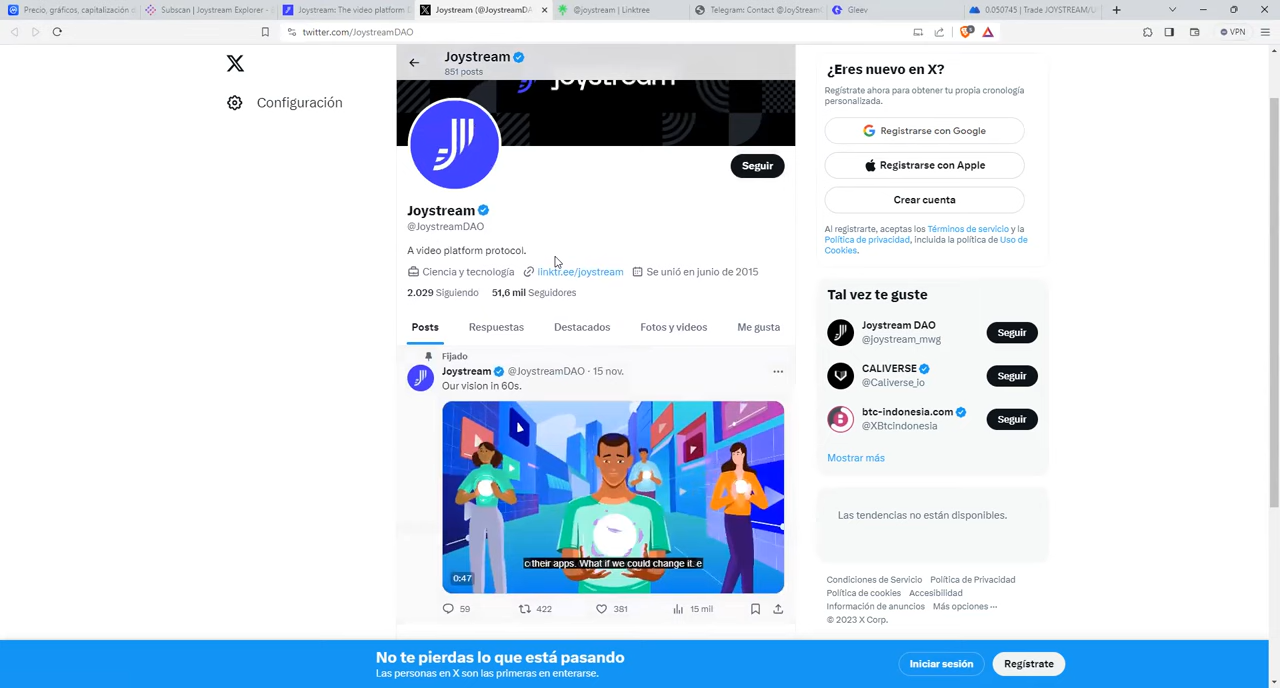 Precio, gráficos, capitalización d
Subscan | Joystream Explorer -
Joystream: The video platform D
Joystream (@JoystreamDA
@joystream | Linktree
Telegram: Contact @JoyStream
Gleev
0.050745 | Trade JOYSTREAM/U
twitter.com/JoystreamDAO
VPN
Configuración
Joystream
851 posts
joystream
Seguir
Joystream
@JoystreamDAO
A video platform protocol.
Ciencia y tecnología
linktr.ee/joystream
Se unió en junio de 2015
2.029 Siguiendo
51,6 mil Seguidores
Posts
Respuestas
Destacados
Fotos y videos
Me gusta
Fijado
Joystream @JoystreamDAO · 15 nov.
Our vision in 60s.
o their apps. What if we could change it. e
0:47
59
422
381
15 mil
¿Eres nuevo en X?
Regístrate ahora para obtener tu propia cronología
personalizada.
Registrarse con Google
Registrarse con Apple
Crear cuenta
Al registrarte, aceptas los Términos de servicio y la
Política de privacidad, incluida la política de Uso de
Cookies.
Tal vez te guste
Joystream DAO
@joystream_mwg
Seguir
CALIVERSE
@Caliverse_io
Seguir
btc-indonesia.com
@XBtcindonesia
Seguir
Mostrar más
Las tendencias no están disponibles.
Condiciones de Servicio Política de Privacidad
Política de cookies Accesibilidad
Información de anuncios Más opciones ···
© 2023 X Corp.
No te pierdas lo que está pasando
Las personas en X son las primeras en enterarse.
Iniciar sesión
Regístrate